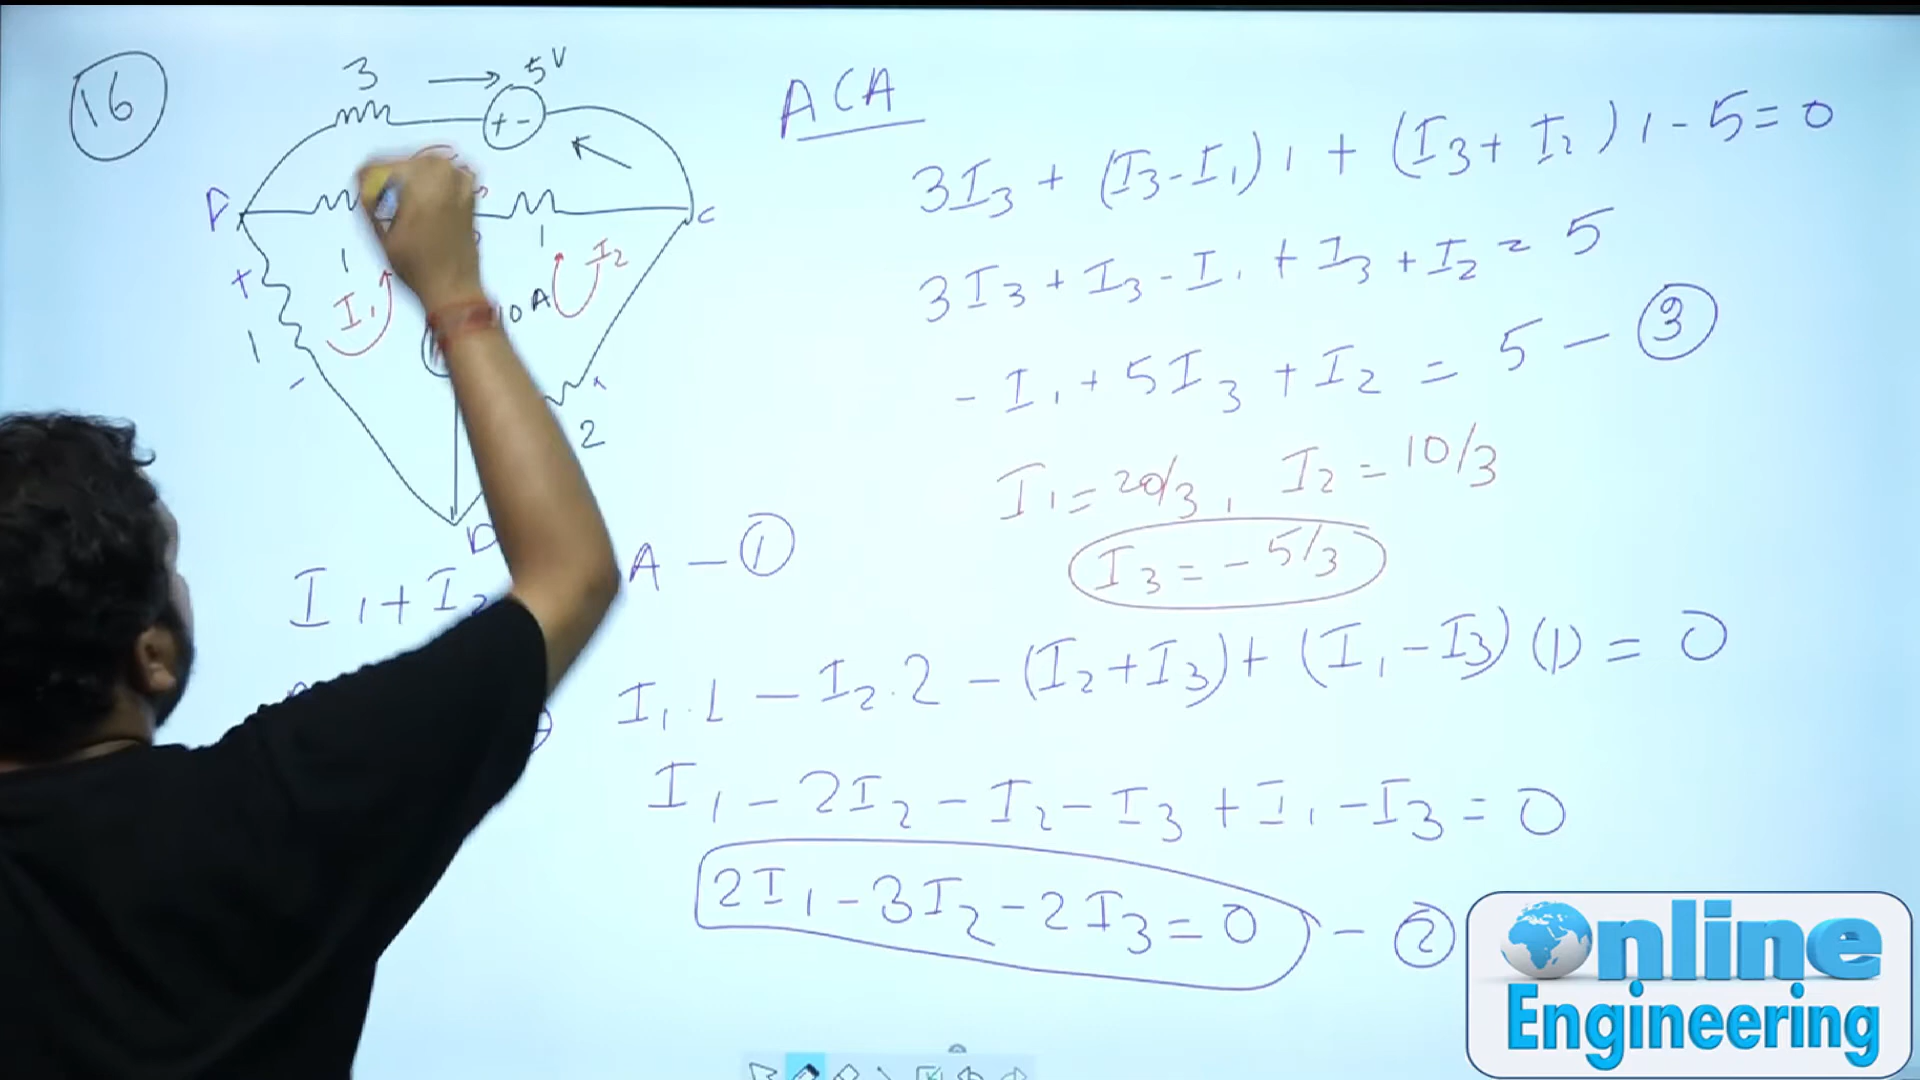 16
3
5V
+ -
A C A
3I3 + (I3-I1)1 + (I3+I2)1-5=0
C
1
1
I2
3I3+I3-I1+I3+I2=5
+
I1
10A
1
-
-I1+5I3+I2=5-3
2
I1=20/3, I2=10/3
D
A-1
I3=-5/3
I1+I2
I1.1-I2.2-(I2+I3)+(I1-I3)(1)=0
I1-2I2-I2-I3+I1-I3=0
2I1-3I2-2I3=0-2
Online
Engineering